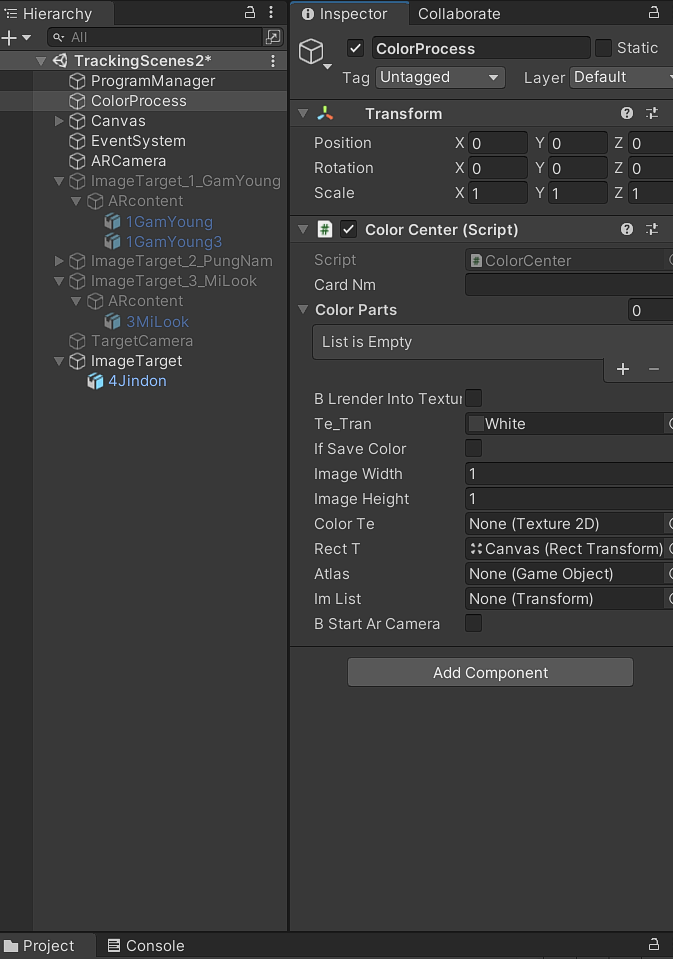 Hierarchy
All
TrackingScenes2*
ProgramManager
ColorProcess
Canvas
EventSystem
ARCamera
ImageTarget_1_GamYoung
ARcontent
1GamYoung
1GamYoung3
ImageTarget_2_PungNam
ImageTarget_3_MiLook
ARcontent
3MiLook
TargetCamera
ImageTarget
4Jindon
Inspector Collaborate
ColorProcess Static
Tag Untagged Layer Default
Transform
Position X 0 Y 0 Z 0
Rotation X 0 Y 0 Z 0
Scale X 1 Y 1 Z 1
Color Center (Script)
Script ColorCenter
Card Nm
Color Parts 0
List is Empty
B Lrender Into Textur
Te_Tran White
If Save Color
Image Width 1
Image Height 1
Color Te None (Texture 2D)
Rect T Canvas (Rect Transform)
Atlas None (Game Object)
Im List None (Transform)
B Start Ar Camera
Add Component
Project Console